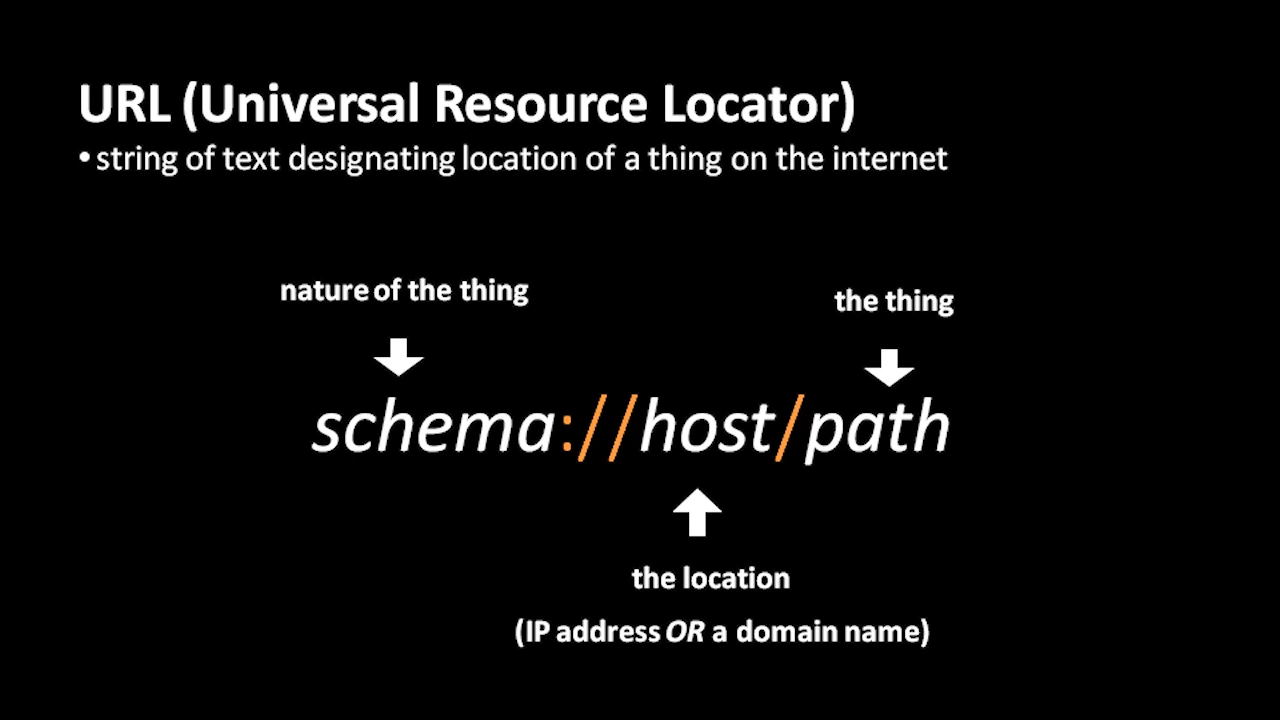 URL (Universal Resource Locator)
• string of text designating location of a thing on the internet
nature of the thing
the thing
schema://host/path
the location
(IP address OR a domain name)